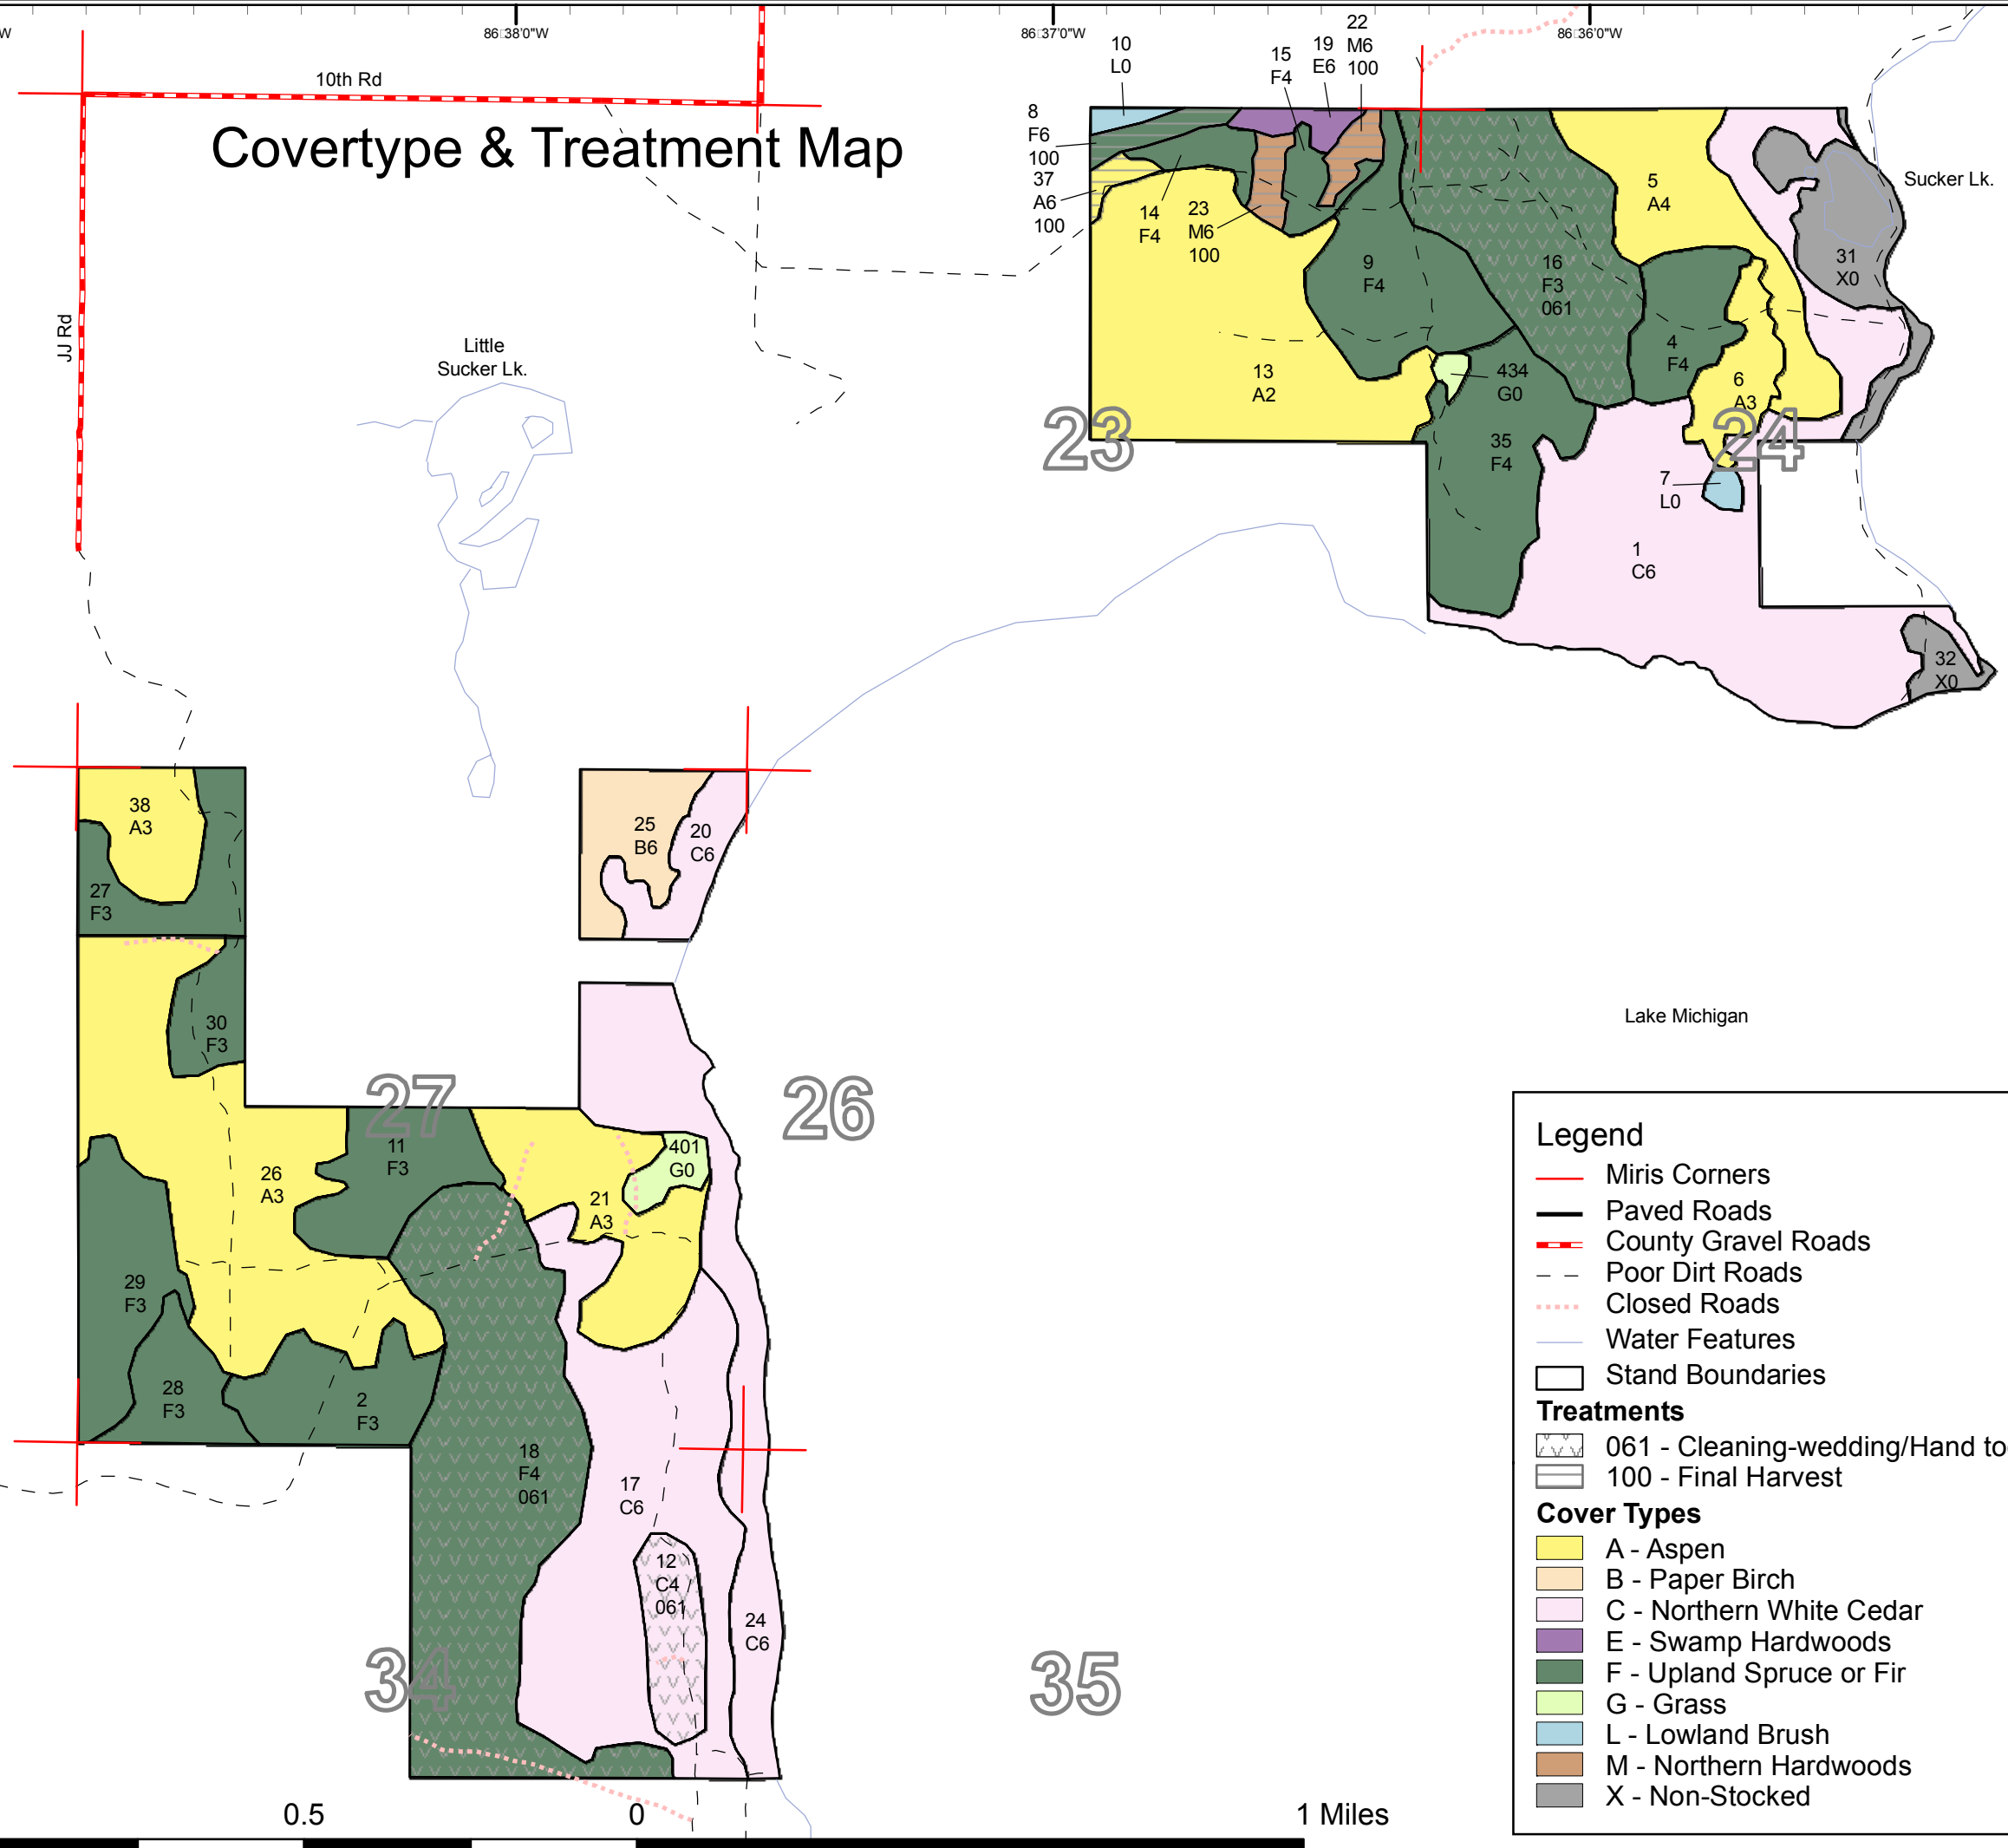 W
86°38'0"W
86°37'0"W
86°36'0"W
10th Rd
Covertype & Treatment Map
JJ Rd
Little
Sucker Lk.
Sucker Lk.
Lake Michigan
10
L0
15
F4
19
E6
22
M6
100
8
F6
100
37
A6
100
14
F4
23
M6
100
9
F4
16
F3
061
5
A4
31
X0
4
F4
6
A3
13
A2
434
G0
35
F4
7
L0
1
C6
32
X0
23
24
38
A3
27
F3
25
B6
20
C6
30
F3
27
26
11
F3
26
A3
401
G0
21
A3
29
F3
28
F3
2
F3
18
F4
061
17
C6
12
C4
061
24
C6
34
35
0.5
0
1 Miles
Legend
Miris Corners
Paved Roads
County Gravel Roads
Poor Dirt Roads
Closed Roads
Water Features
Stand Boundaries
Treatments
061 - Cleaning-wedding/Hand to
100 - Final Harvest
Cover Types
A - Aspen
B - Paper Birch
C - Northern White Cedar
E - Swamp Hardwoods
F - Upland Spruce or Fir
G - Grass
L - Lowland Brush
M - Northern Hardwoods
X - Non-Stocked